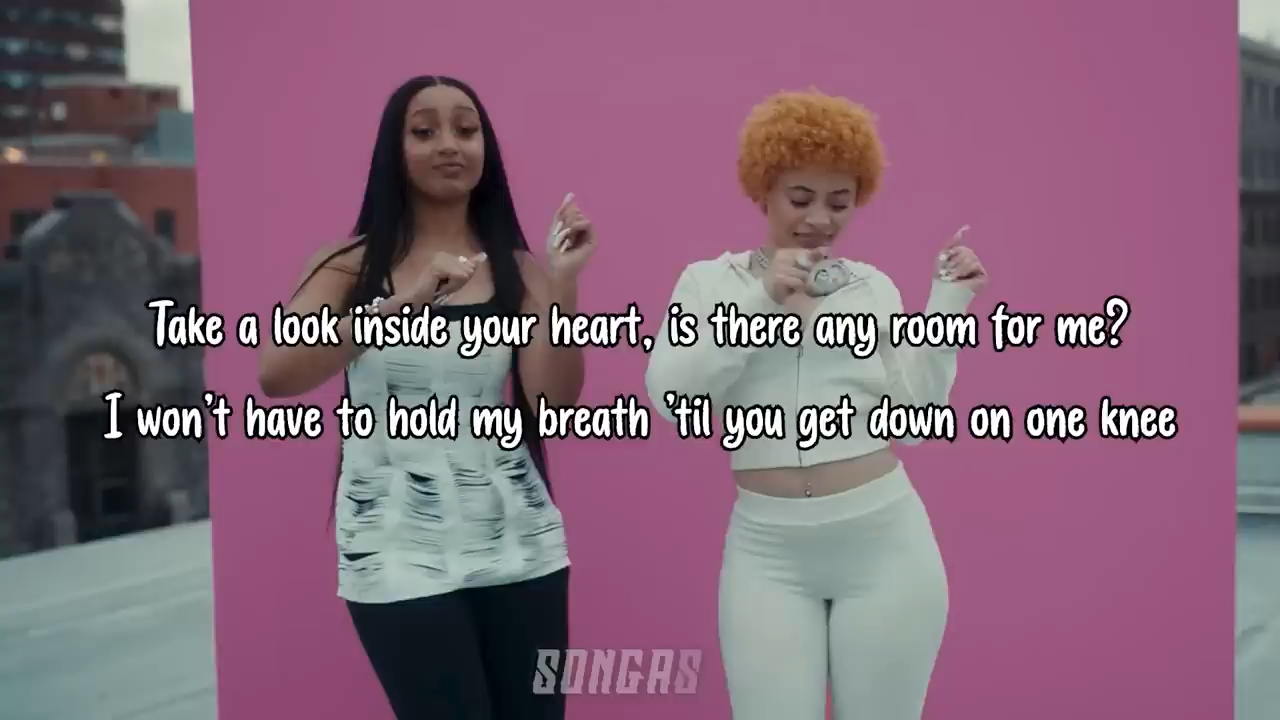 Take a look inside your heart, is there any room for me?
I won't have to hold my breath 'til you get down on one knee
SONGAS